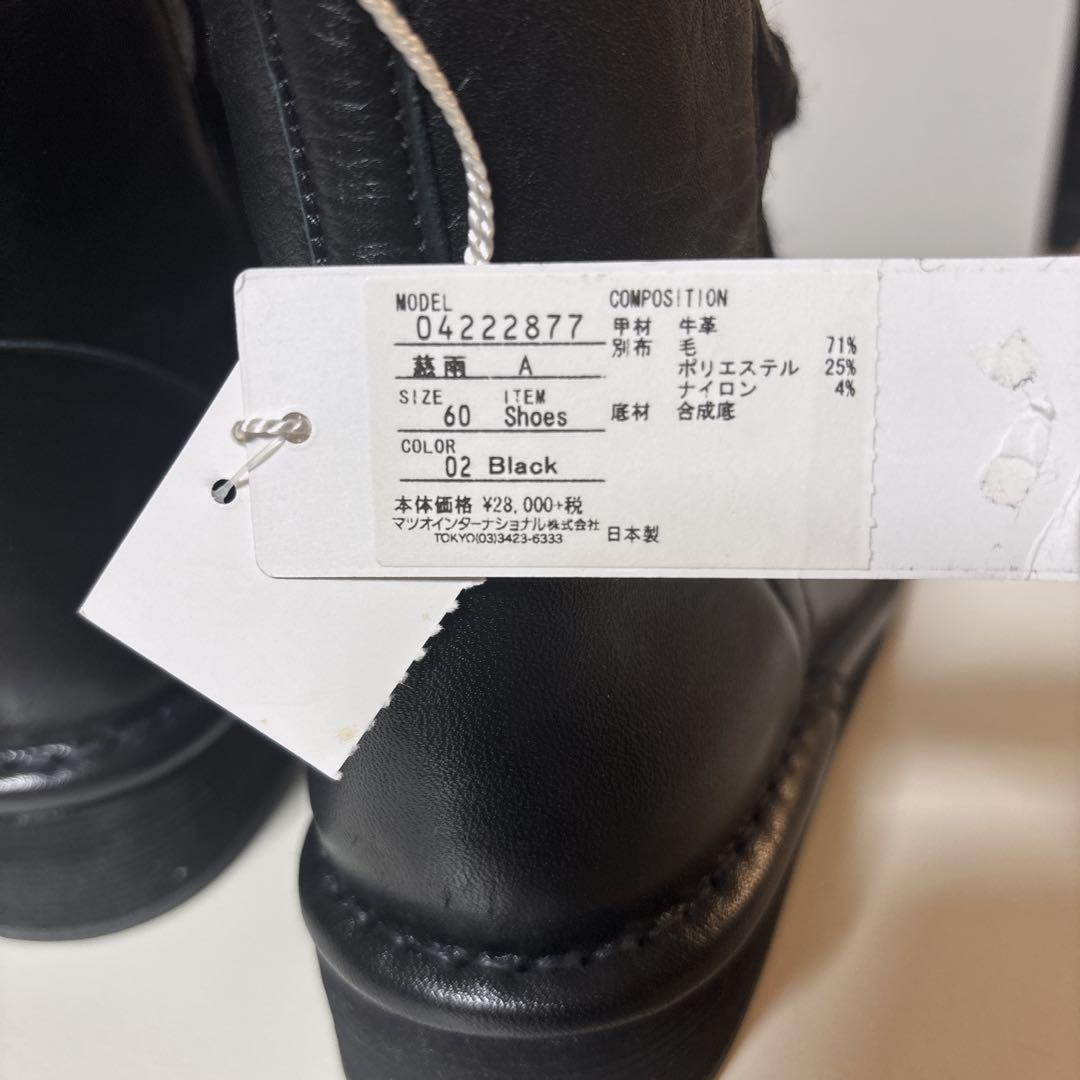 MODEL
04222877
慈雨 A
SIZE ITEM
60 Shoes
COLOR
02 Black
本体価格 ¥28,000+税
マツオインターナショナル株式会社
TOKYO(03)3423-6333
COMPOSITION
甲材 牛革
別布 毛 71%
ポリエステル 25%
ナイロン 4%
底材 合成底
日本製